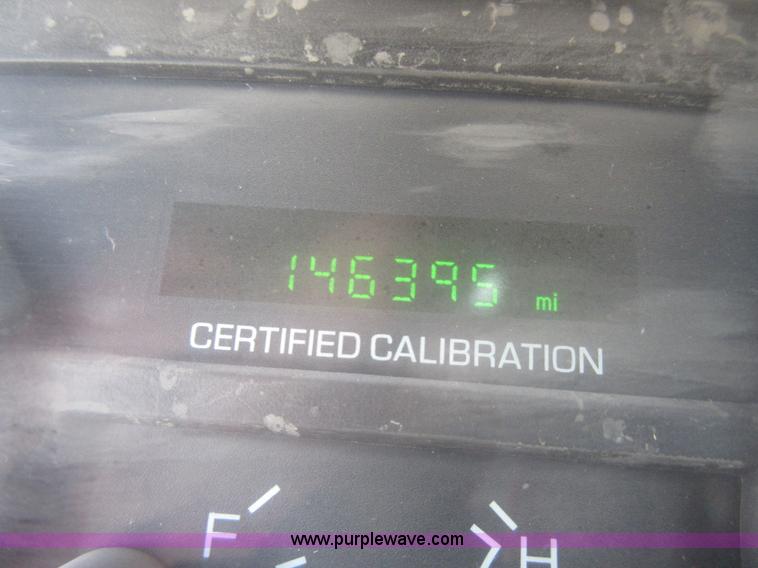 146395 mi
CERTIFIED CALIBRATION
F H
www.purplewave.com